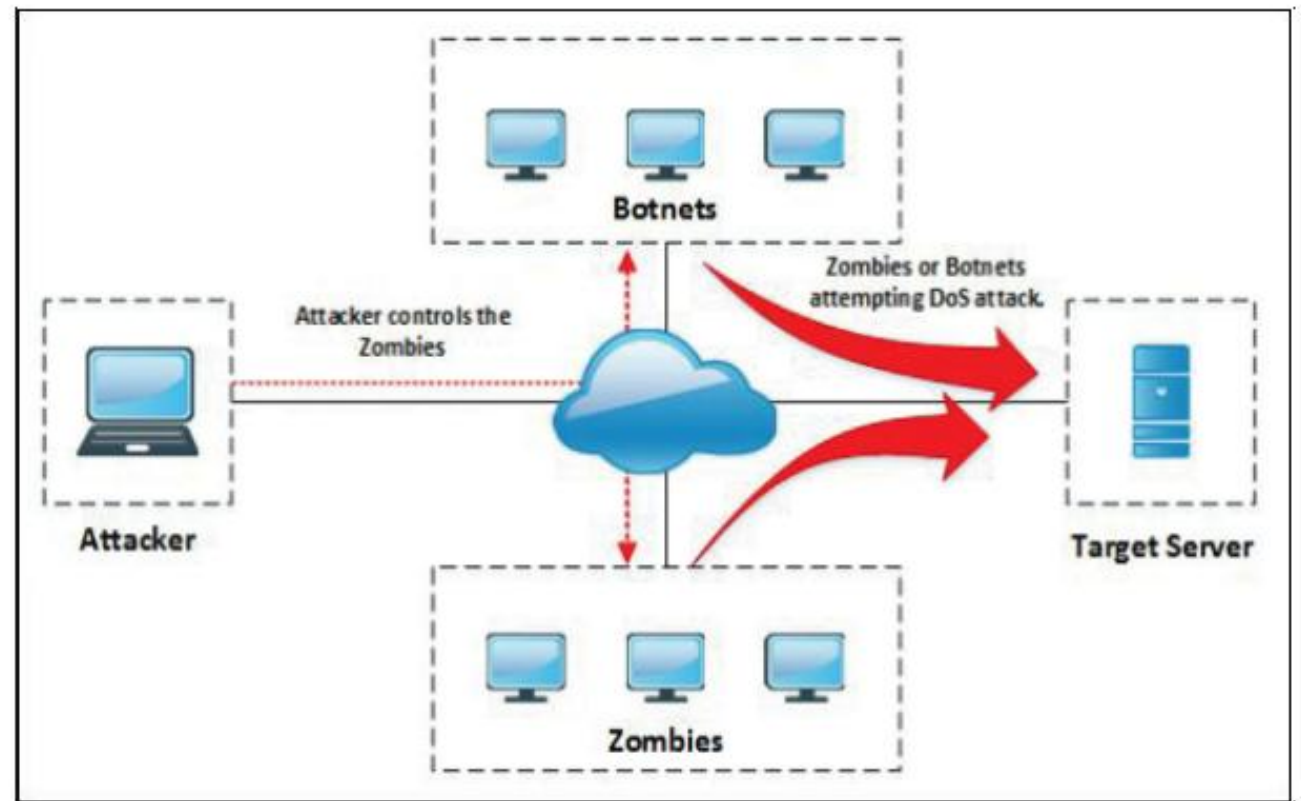 Botnets
Zombies or Botnets
attempting DoS attack.
Attacker controls the
Zombies
Attacker
Target Server
Zombies